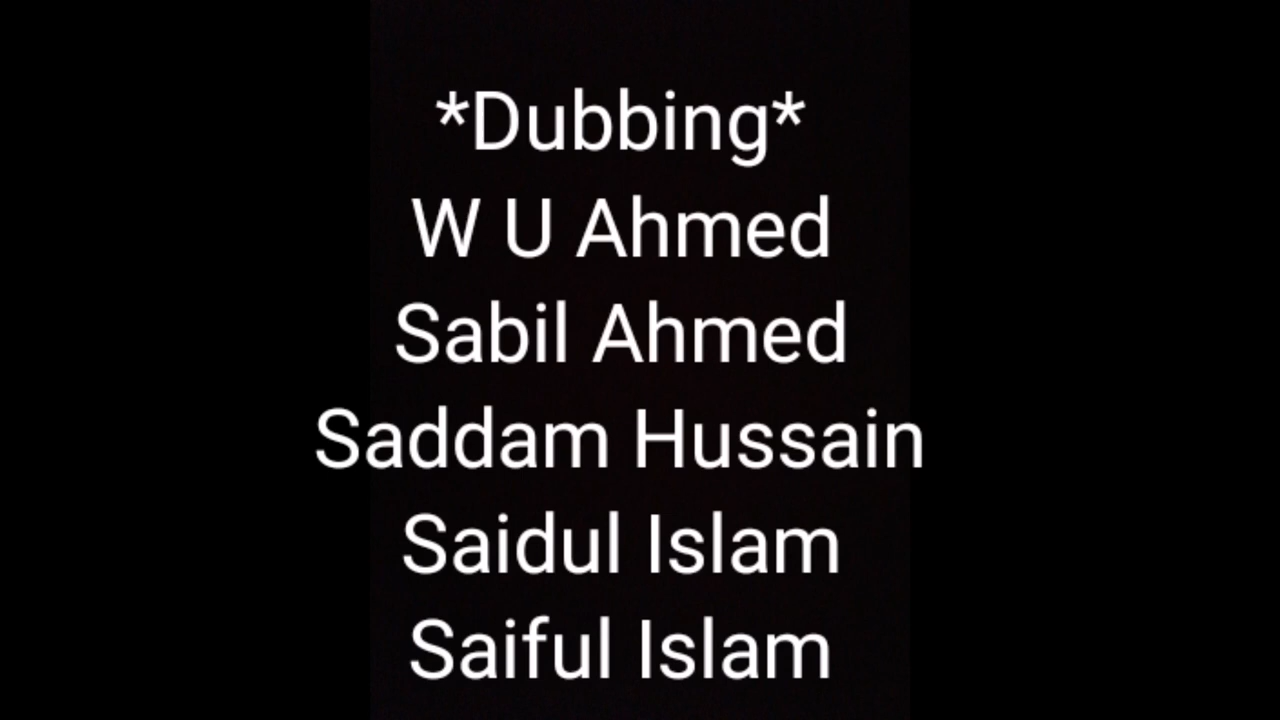 *Dubbing*
W U Ahmed
Sabil Ahmed
Saddam Hussain
Saidul Islam
Saiful Islam